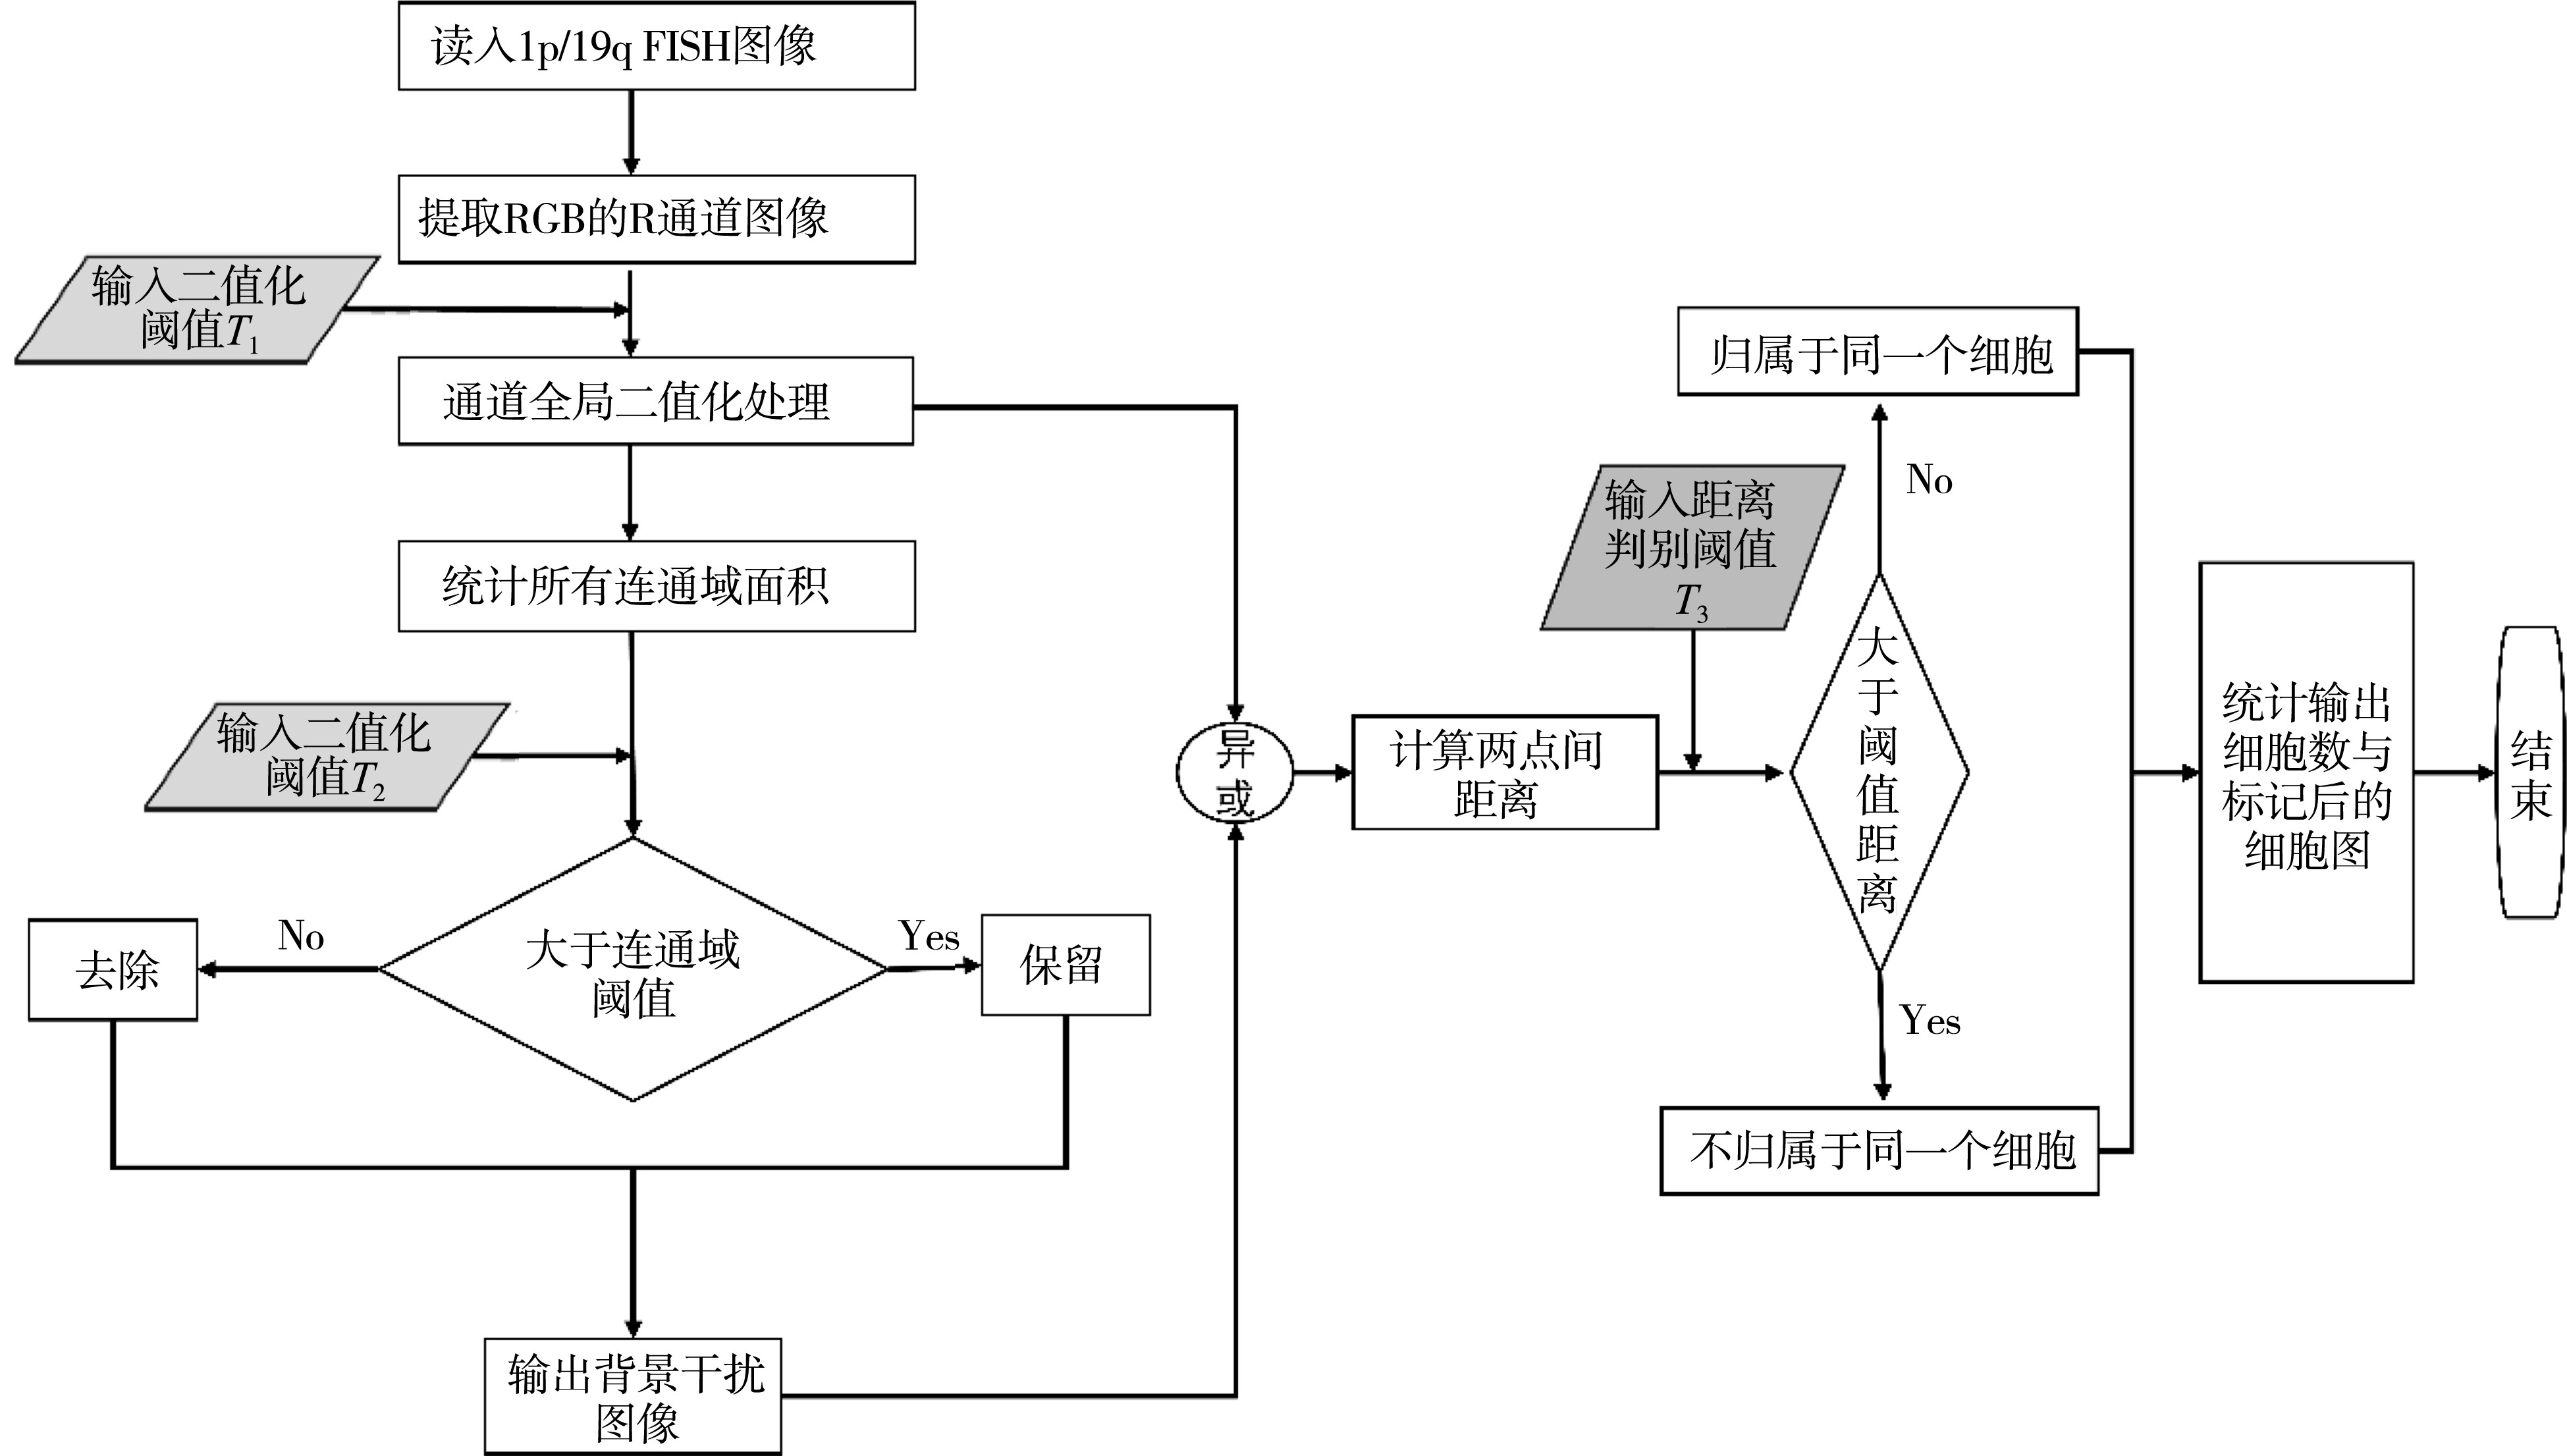 读入1p/19q FISH图像
提取RGB的R通道图像
输入二值化
阈值T1
通道全局二值化处理
统计所有连通域面积
输入二值化
阈值T2
大于连通域
阈值
No
去除
Yes
保留
输出背景干扰
图像
异
或
计算两点间
距离
输入距离
判别阈值
T3
大
于
阈
值
距
离
No
归属于同一个细胞
Yes
不归属于同一个细胞
统计输出
细胞数与
标记后的
细胞图
结
束